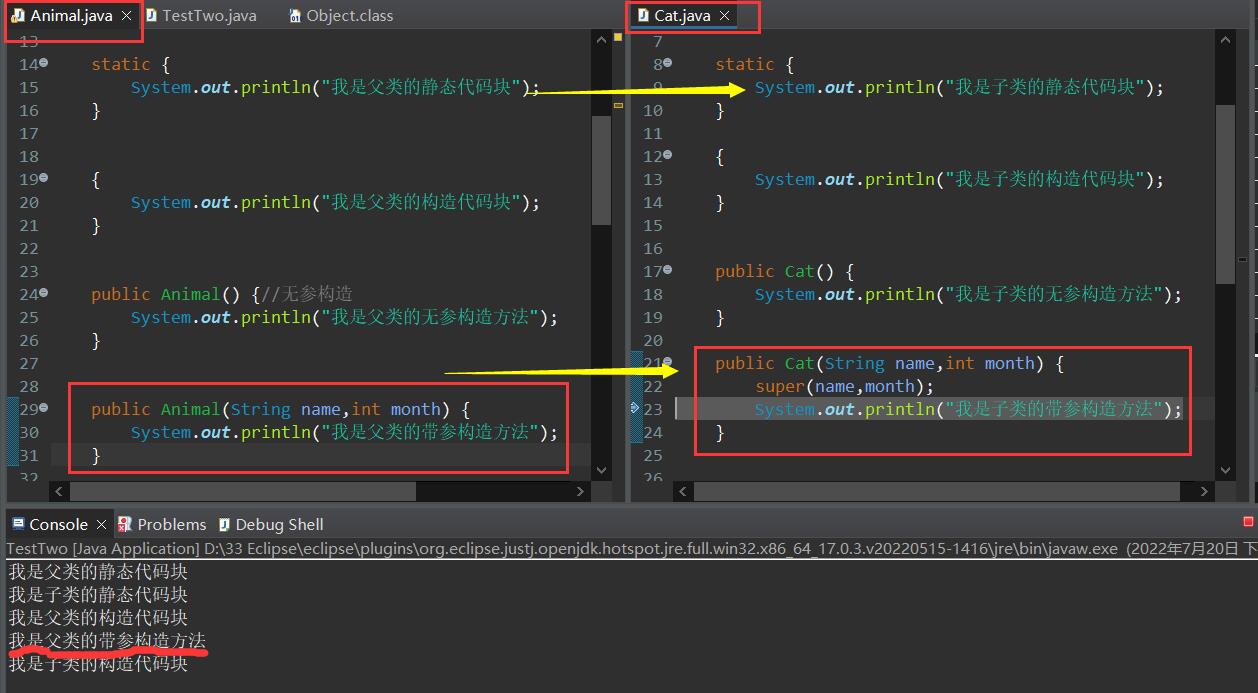 Animal.java
TestTwo.java
Object.class
13
14 static {
15 System.out.println("我是父类的静态代码块");
16 }
17
18
19 {
20 System.out.println("我是父类的构造代码块");
21 }
22
23
24 public Animal() {//无参构造
25 System.out.println("我是父类的无参构造方法");
26 }
27
28
29 public Animal(String name,int month) {
30 System.out.println("我是父类的带参构造方法");
31 }
32
Cat.java
7
8 static {
9 System.out.println("我是子类的静态代码块");
10 }
11
12 {
13 System.out.println("我是子类的构造代码块");
14 }
15
16
17 public Cat() {
18 System.out.println("我是子类的无参构造方法");
19 }
20
21 public Cat(String name,int month) {
22 super(name,month);
23 System.out.println("我是子类的带参构造方法");
24 }
25
26
Console
Problems
Debug Shell
TestTwo [Java Application] D:\33 Eclipse\eclipse\plugins\org.eclipse.justj.openjdk.hotspot.jre.full.win32.x86_64_17.0.3.v20220515-1416\jre\bin\javaw.exe (2022年7月20日 下
我是父类的静态代码块
我是子类的静态代码块
我是父类的构造代码块
我是父类的带参构造方法
我是子类的构造代码块